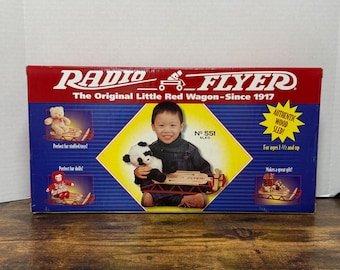 RADIO FLYER®
The Original Little Red Wagon-Since 1917
Nº 551
SLED
AUTHENTIC
WOOD
SLED!
Perfect for stuffed toys!
For ages 1 ½ and up
Perfect for dolls!
Makes a great gift!